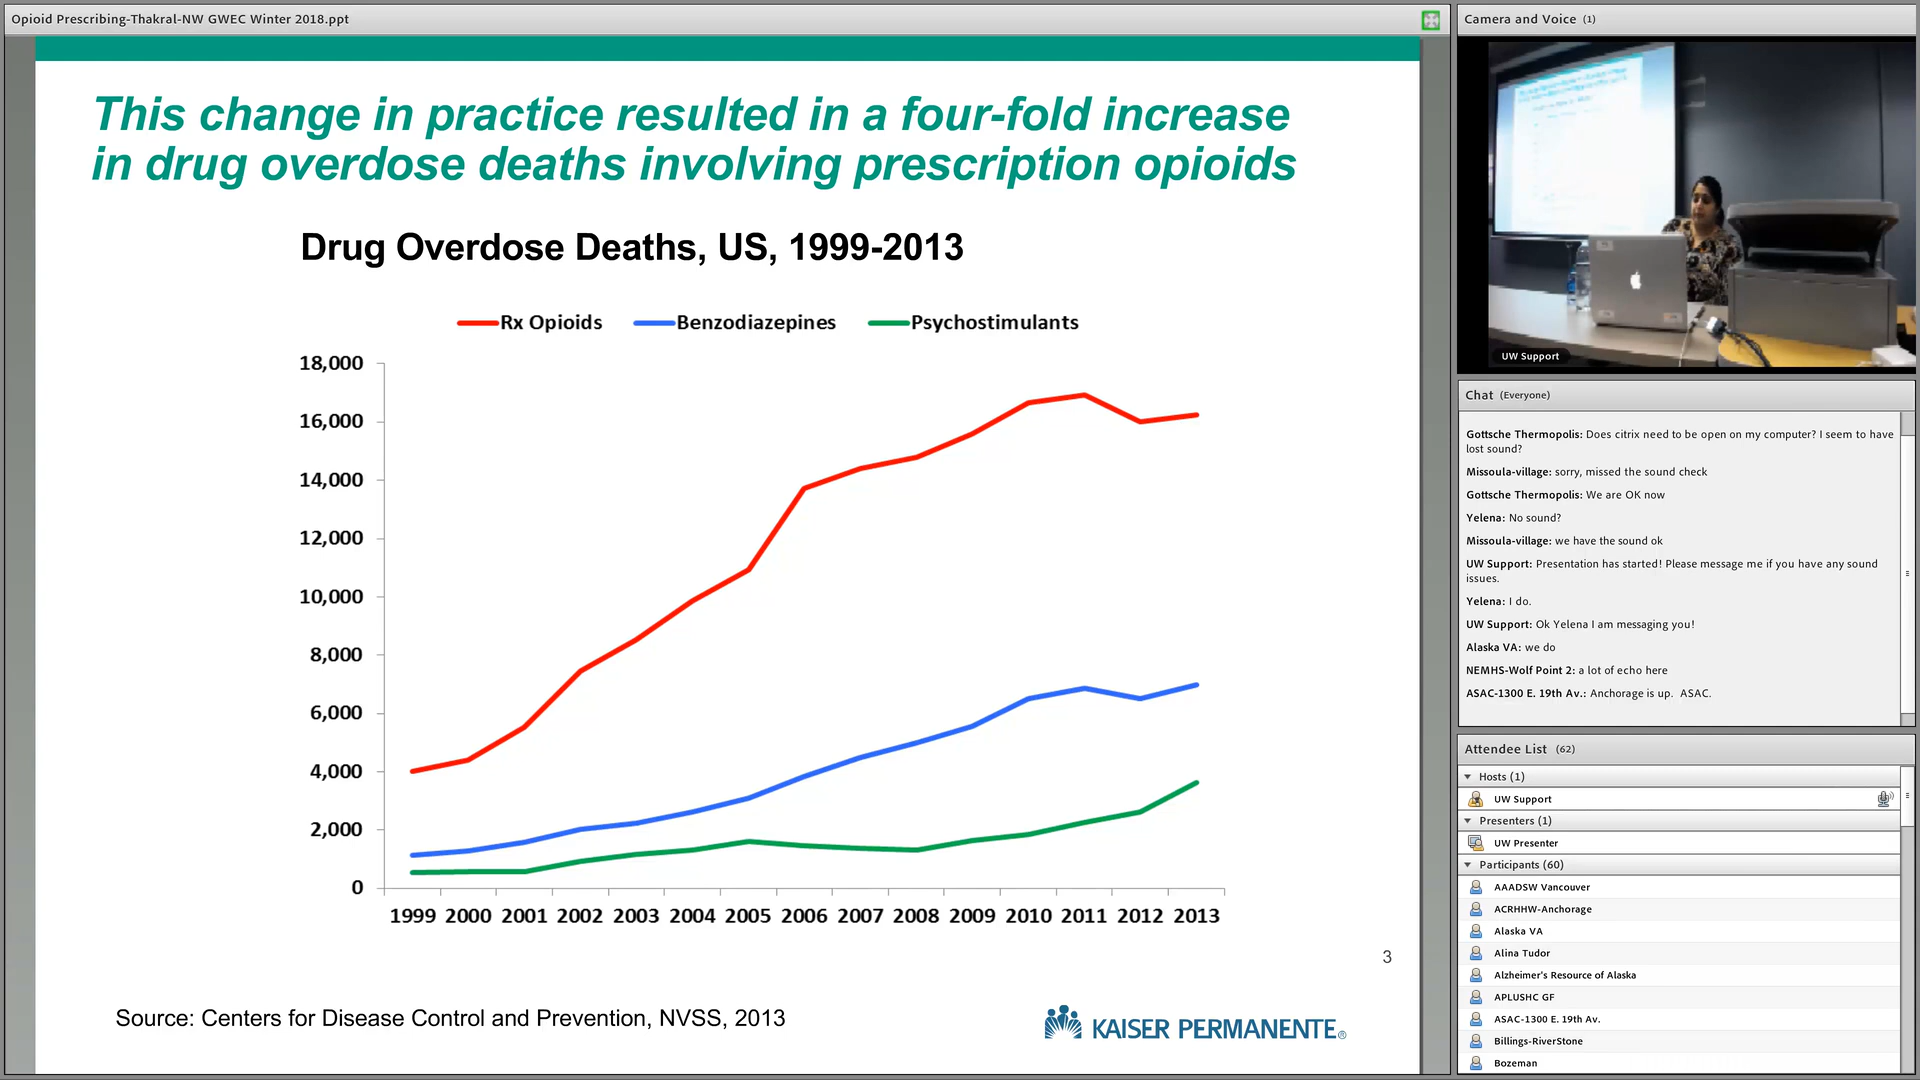 Opioid Prescribing-Thakral-NW GWEC Winter 2018.ppt
This change in practice resulted in a four-fold increase
in drug overdose deaths involving prescription opioids
Drug Overdose Deaths, US, 1999-2013
Rx Opioids Benzodiazepines Psychostimulants
18,000
16,000
14,000
12,000
10,000
8,000
6,000
4,000
2,000
0
1999 2000 2001 2002 2003 2004 2005 2006 2007 2008 2009 2010 2011 2012 2013
3
Source: Centers for Disease Control and Prevention, NVSS, 2013
KAISER PERMANENTE®
Camera and Voice (1)
UW Support
Chat (Everyone)
Gottsche Thermopolis: Does citrix need to be open on my computer? I seem to have
lost sound?
Missoula-village: sorry, missed the sound check
Gottsche Thermopolis: We are OK now
Yelena: No sound?
Missoula-village: we have the sound ok
UW Support: Presentation has started! Please message me if you have any sound
issues.
Yelena: I do.
UW Support: Ok Yelena I am messaging you!
Alaska VA: we do
NEMHS-Wolf Point 2: a lot of echo here
ASAC-1300 E. 19th Av.: Anchorage is up. ASAC.
Attendee List (62)
Hosts (1)
UW Support
Presenters (1)
UW Presenter
Participants (60)
AAADSW Vancouver
ACRHHW-Anchorage
Alaska VA
Alina Tudor
Alzheimer's Resource of Alaska
APLUSHC GF
ASAC-1300 E. 19th Av.
Billings-RiverStone
Bozeman